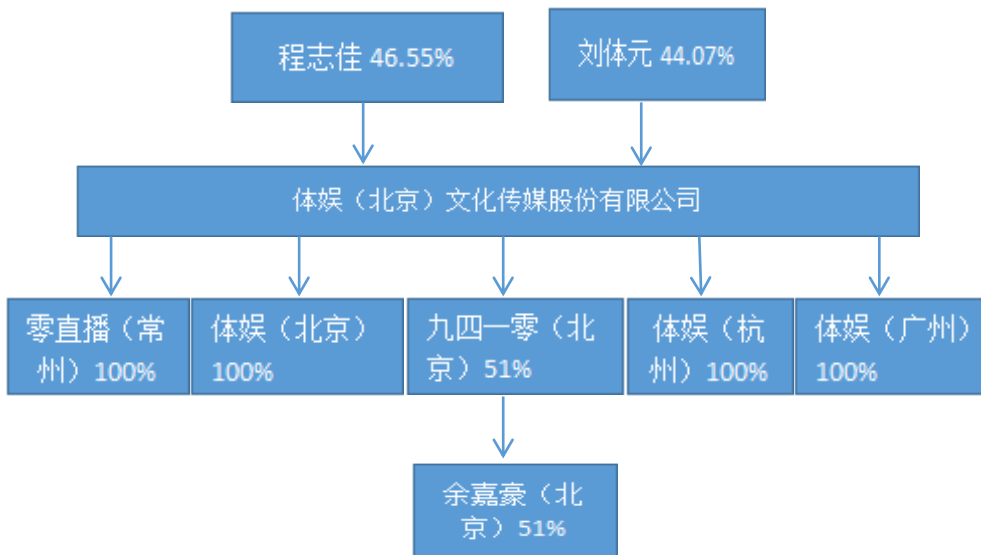 程志佳 46.55%
刘体元 44.07%
体娱（北京）文化传媒股份有限公司
零直播（常
州）100%
体娱（北京）
100%
九四一零（北
京）51%
体娱（杭
州）100%
体娱（广州）
100%
余嘉豪（北
京）51%